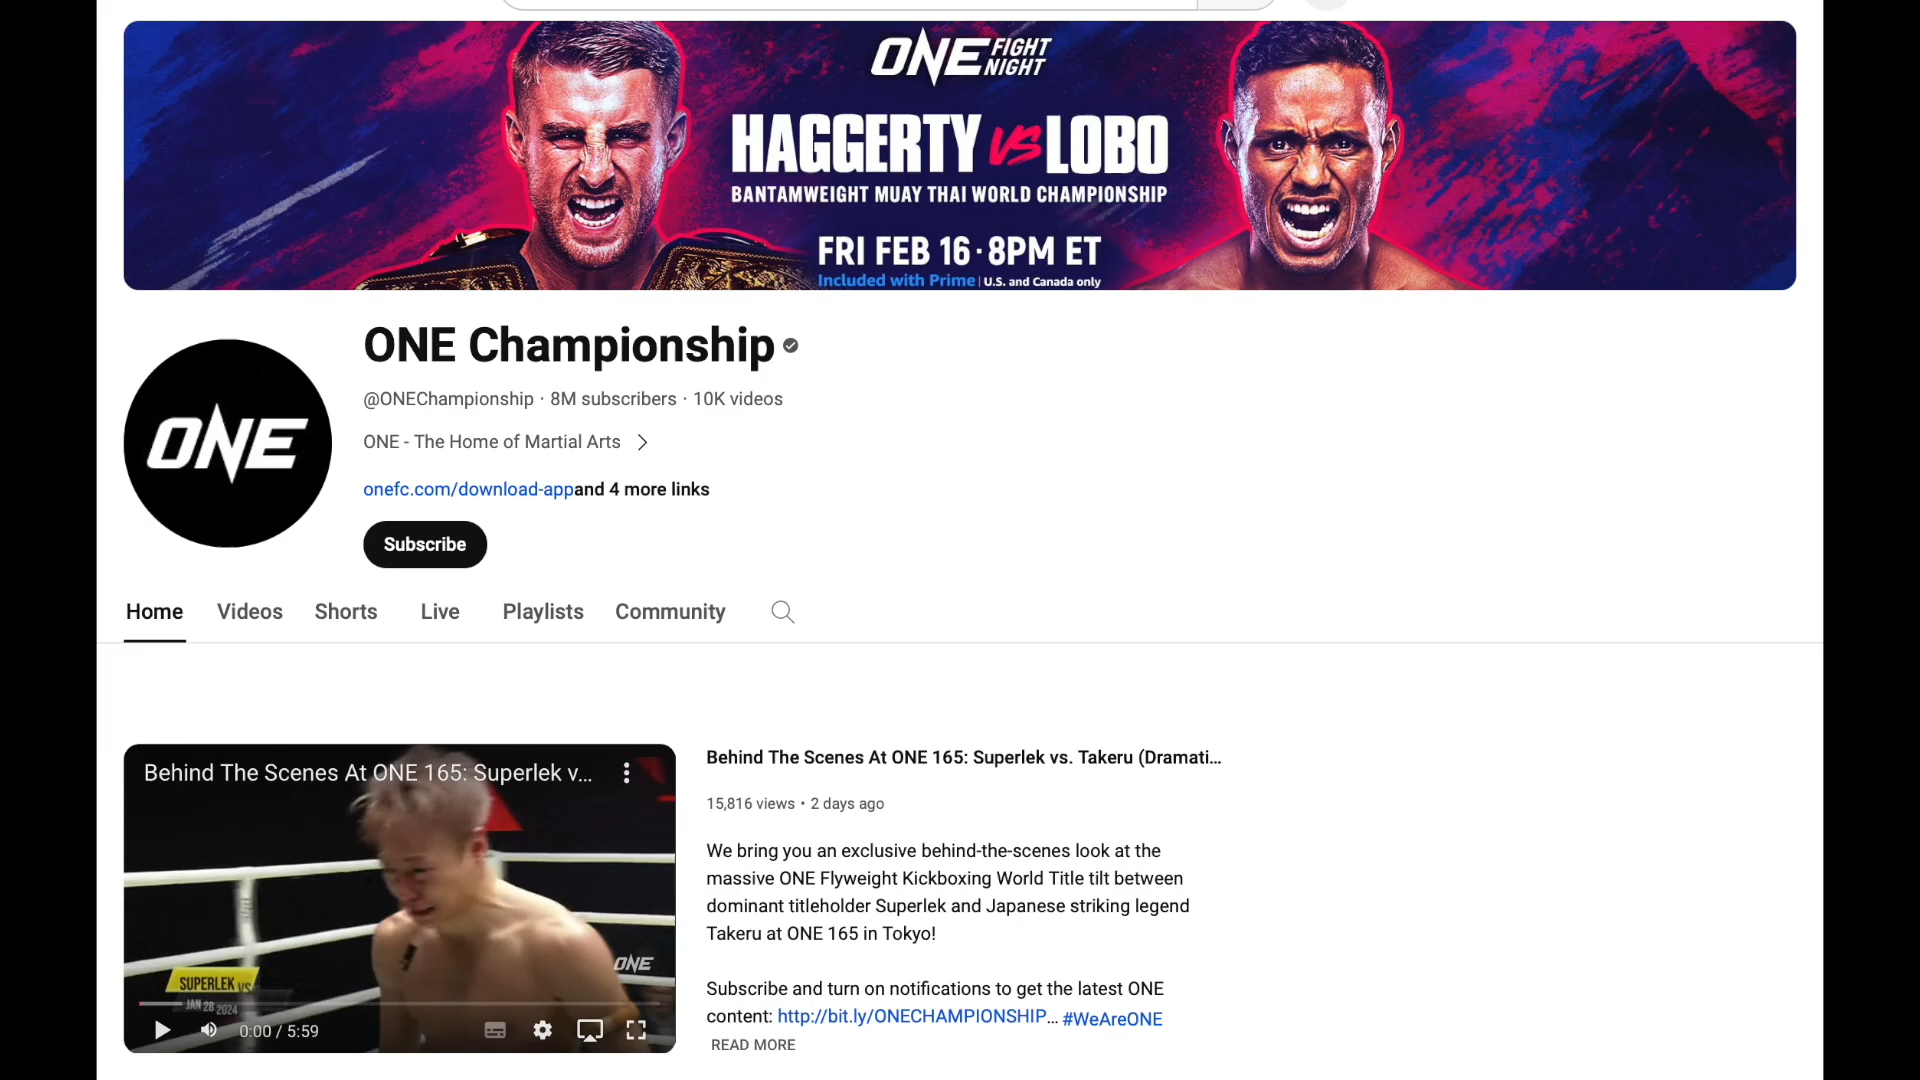 ONE FIGHT NIGHT
HAGGERTY VS LOBO
BANTAMWEIGHT MUAY THAI WORLD CHAMPIONSHIP
FRI FEB 16 · 8PM ET
Included with Prime | U.S. and Canada only
ONE
ONE Championship
@ONEChampionship · 8M subscribers · 10K videos
ONE - The Home of Martial Arts
onefc.com/download-appand 4 more links
Subscribe
Home Videos Shorts Live Playlists Community
Behind The Scenes At ONE 165: Superlek v...
ONE
SUPERLEK VS
JAN 28 2024
0:00 / 5:59
Behind The Scenes At ONE 165: Superlek vs. Takeru (Dramati...
15,816 views • 2 days ago
We bring you an exclusive behind-the-scenes look at the
massive ONE Flyweight Kickboxing World Title tilt between
dominant titleholder Superlek and Japanese striking legend
Takeru at ONE 165 in Tokyo!
Subscribe and turn on notifications to get the latest ONE
content: http://bit.ly/ONECHAMPIONSHIP... #WeAreONE
READ MORE